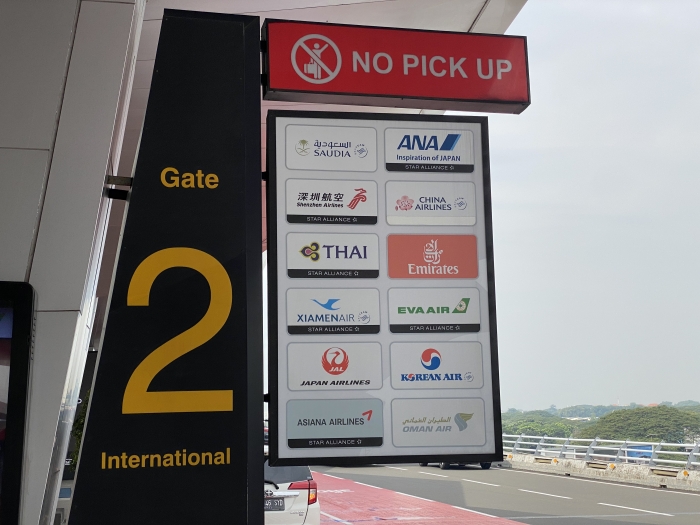 NO PICK UP
Gate
2
International
السعودية
SAUDIA
ANA
Inspiration of JAPAN
STAR ALLIANCE
深圳航空
Shenzhen Airlines
STAR ALLIANCE
CHINA
AIRLINES
THAI
STAR ALLIANCE
Emirates
XIAMENAIR
STAR ALLIANCE
EVA AIR
STAR ALLIANCE
JAL
JAPAN AIRLINES
KOREAN AIR
ASIANA AIRLINES
STAR ALLIANCE
الطيران العماني
OMAN AIR